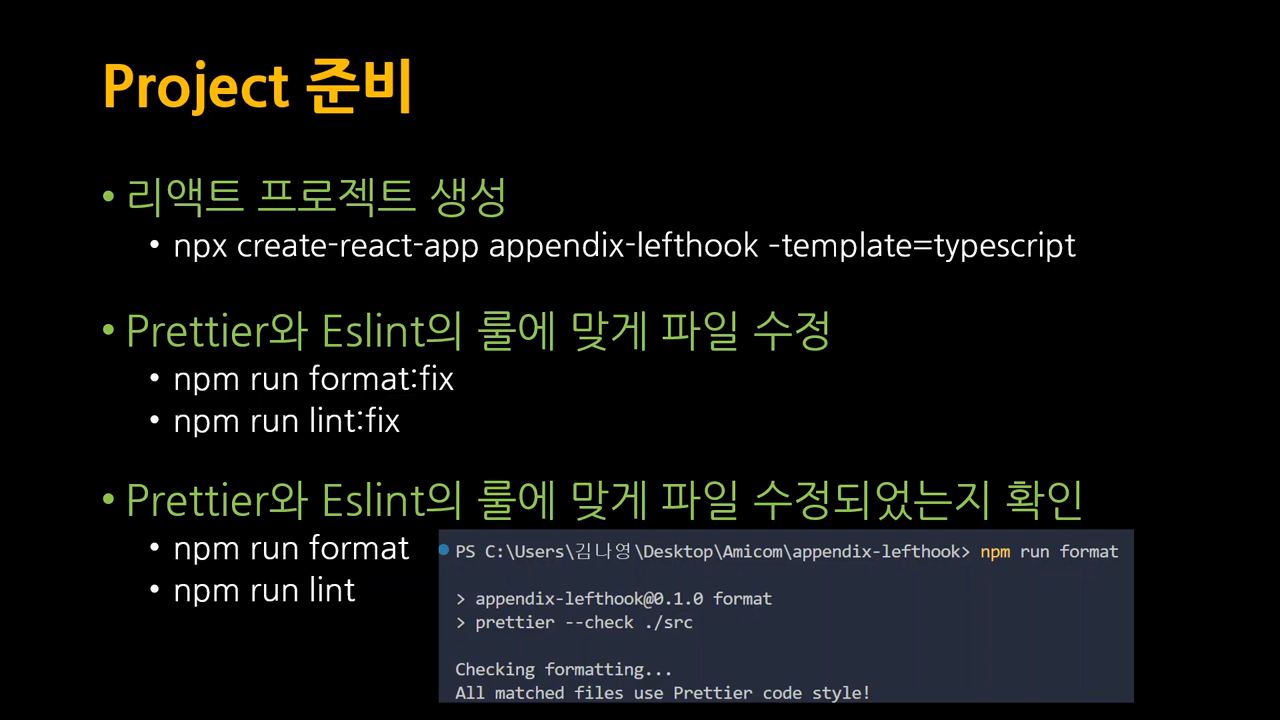 Project 준비
• 리액트 프로젝트 생성
• npx create-react-app appendix-lefthook -template=typescript
• Prettier와 Eslint의 룰에 맞게 파일 수정
• npm run format:fix
• npm run lint:fix
• Prettier와 Eslint의 룰에 맞게 파일 수정되었는지 확인
• npm run format
• npm run lint
PS C:\Users\김나영\Desktop\Amicom\appendix-lefthook> npm run format
> appendix-lefthook@0.1.0 format
> prettier --check ./src
Checking formatting...
All matched files use Prettier code style!